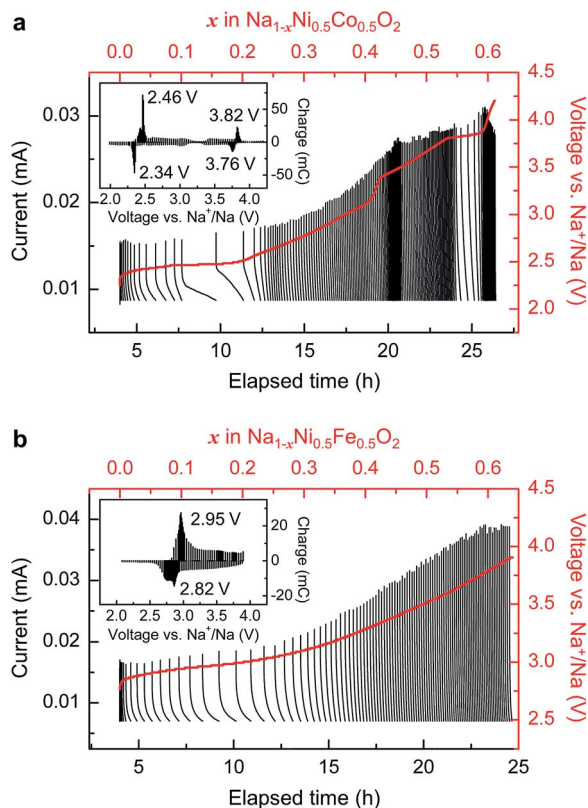 a
x in Na1-xNi0.5Co0.5O2
0.0 0.1 0.2 0.3 0.4 0.5 0.6
Current (mA)
0.03
0.02
0.01
4.5
4.0
3.5
3.0
2.5
2.0
Voltage vs. Na+/Na (V)
2.46 V
3.82 V
2.34 V
3.76 V
50
0
-50
Charge (mC)
2.0 2.5 3.0 3.5 4.0
Voltage vs. Na+/Na (V)
5 10 15 20 25
Elapsed time (h)
b
x in Na1-xNi0.5Fe0.5O2
0.0 0.1 0.2 0.3 0.4 0.5 0.6
Current (mA)
0.04
0.03
0.02
0.01
4.5
4.0
3.5
3.0
2.5
Voltage vs. Na+/Na (V)
2.95 V
2.82 V
20
0
-20
Charge (mC)
2.0 2.5 3.0 3.5 4.0
Voltage vs. Na+/Na (V)
5 10 15 20 25
Elapsed time (h)